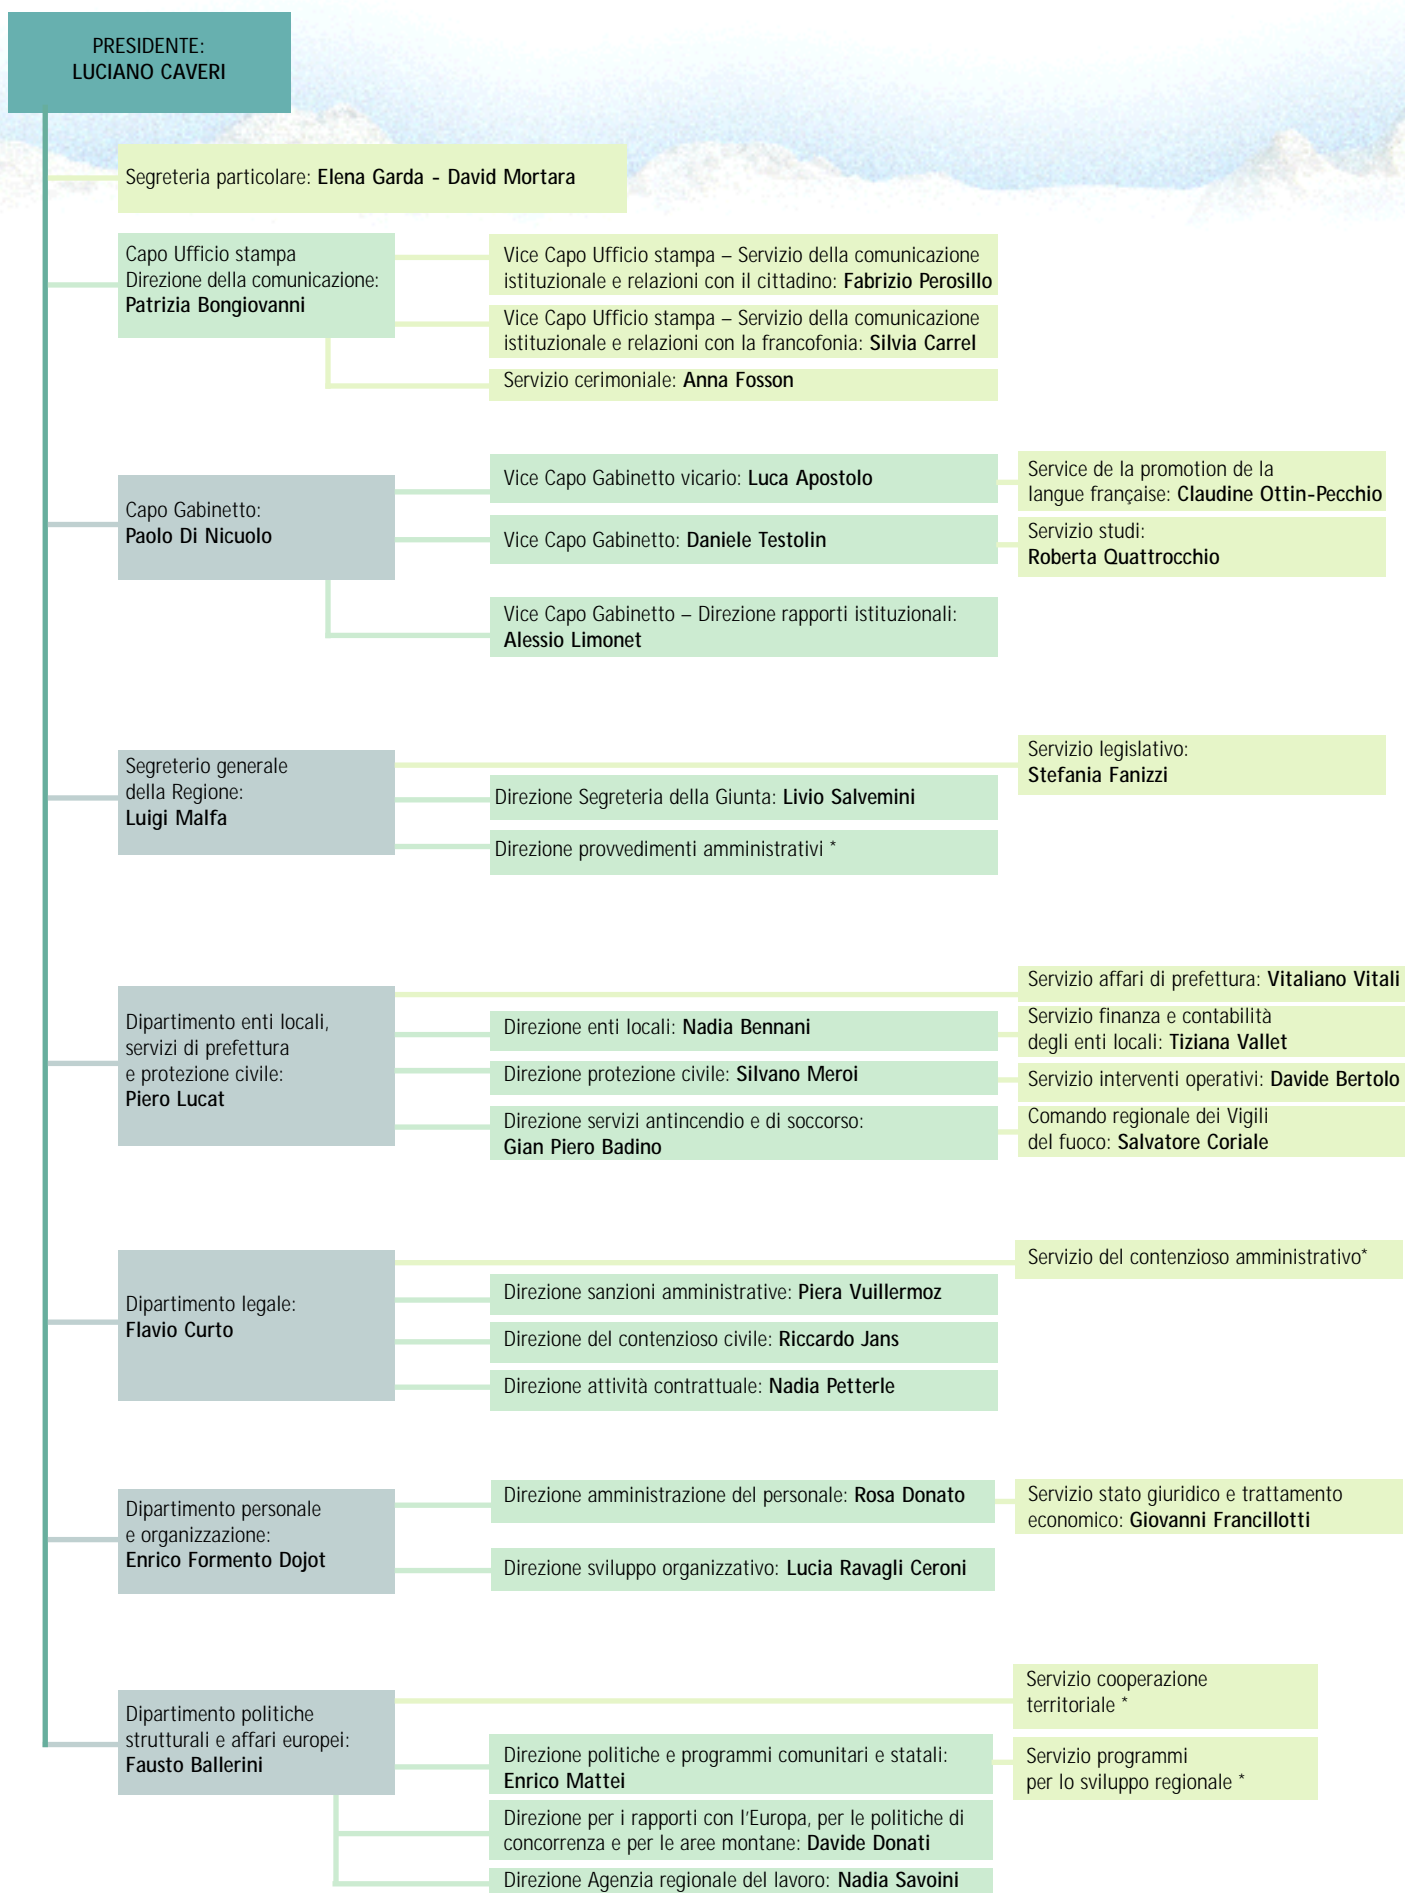 PRESIDENTE:
LUCIANO CAVERI
Segreteria particolare: Elena Garda - David Mortara
Capo Ufficio stampa
Direzione della comunicazione:
Patrizia Bongiovanni
Vice Capo Ufficio stampa – Servizio della comunicazione
istituzionale e relazioni con il cittadino: Fabrizio Perosillo
Vice Capo Ufficio stampa – Servizio della comunicazione
istituzionale e relazioni con la francofonia: Silvia Carrel
Servizio cerimoniale: Anna Fosson
Capo Gabinetto:
Paolo Di Nicuolo
Vice Capo Gabinetto vicario: Luca Apostolo
Service de la promotion de la
langue française: Claudine Ottin-Pecchio
Vice Capo Gabinetto: Daniele Testolin
Servizio studi:
Roberta Quattrocchio
Vice Capo Gabinetto – Direzione rapporti istituzionali:
Alessio Limonet
Segreterio generale
della Regione:
Luigi Malfa
Servizio legislativo:
Stefania Fanizzi
Direzione Segreteria della Giunta: Livio Salvemini
Direzione provvedimenti amministrativi *
Dipartimento enti locali,
servizi di prefettura
e protezione civile:
Piero Lucat
Servizio affari di prefettura: Vitaliano Vitali
Direzione enti locali: Nadia Bennani
Servizio finanza e contabilità
degli enti locali: Tiziana Vallet
Direzione protezione civile: Silvano Meroi
Servizio interventi operativi: Davide Bertolo
Direzione servizi antincendio e di soccorso:
Gian Piero Badino
Comando regionale dei Vigili
del fuoco: Salvatore Coriale
Dipartimento legale:
Flavio Curto
Servizio del contenzioso amministrativo*
Direzione sanzioni amministrative: Piera Vuillermoz
Direzione del contenzioso civile: Riccardo Jans
Direzione attività contrattuale: Nadia Petterle
Dipartimento personale
e organizzazione:
Enrico Formento Dojot
Direzione amministrazione del personale: Rosa Donato
Servizio stato giuridico e trattamento
economico: Giovanni Francillotti
Direzione sviluppo organizzativo: Lucia Ravagli Ceroni
Dipartimento politiche
strutturali e affari europei:
Fausto Ballerini
Servizio cooperazione
territoriale *
Direzione politiche e programmi comunitari e statali:
Enrico Mattei
Servizio programmi
per lo sviluppo regionale *
Direzione per i rapporti con l'Europa, per le politiche di
concorrenza e per le aree montane: Davide Donati
Direzione Agenzia regionale del lavoro: Nadia Savoini